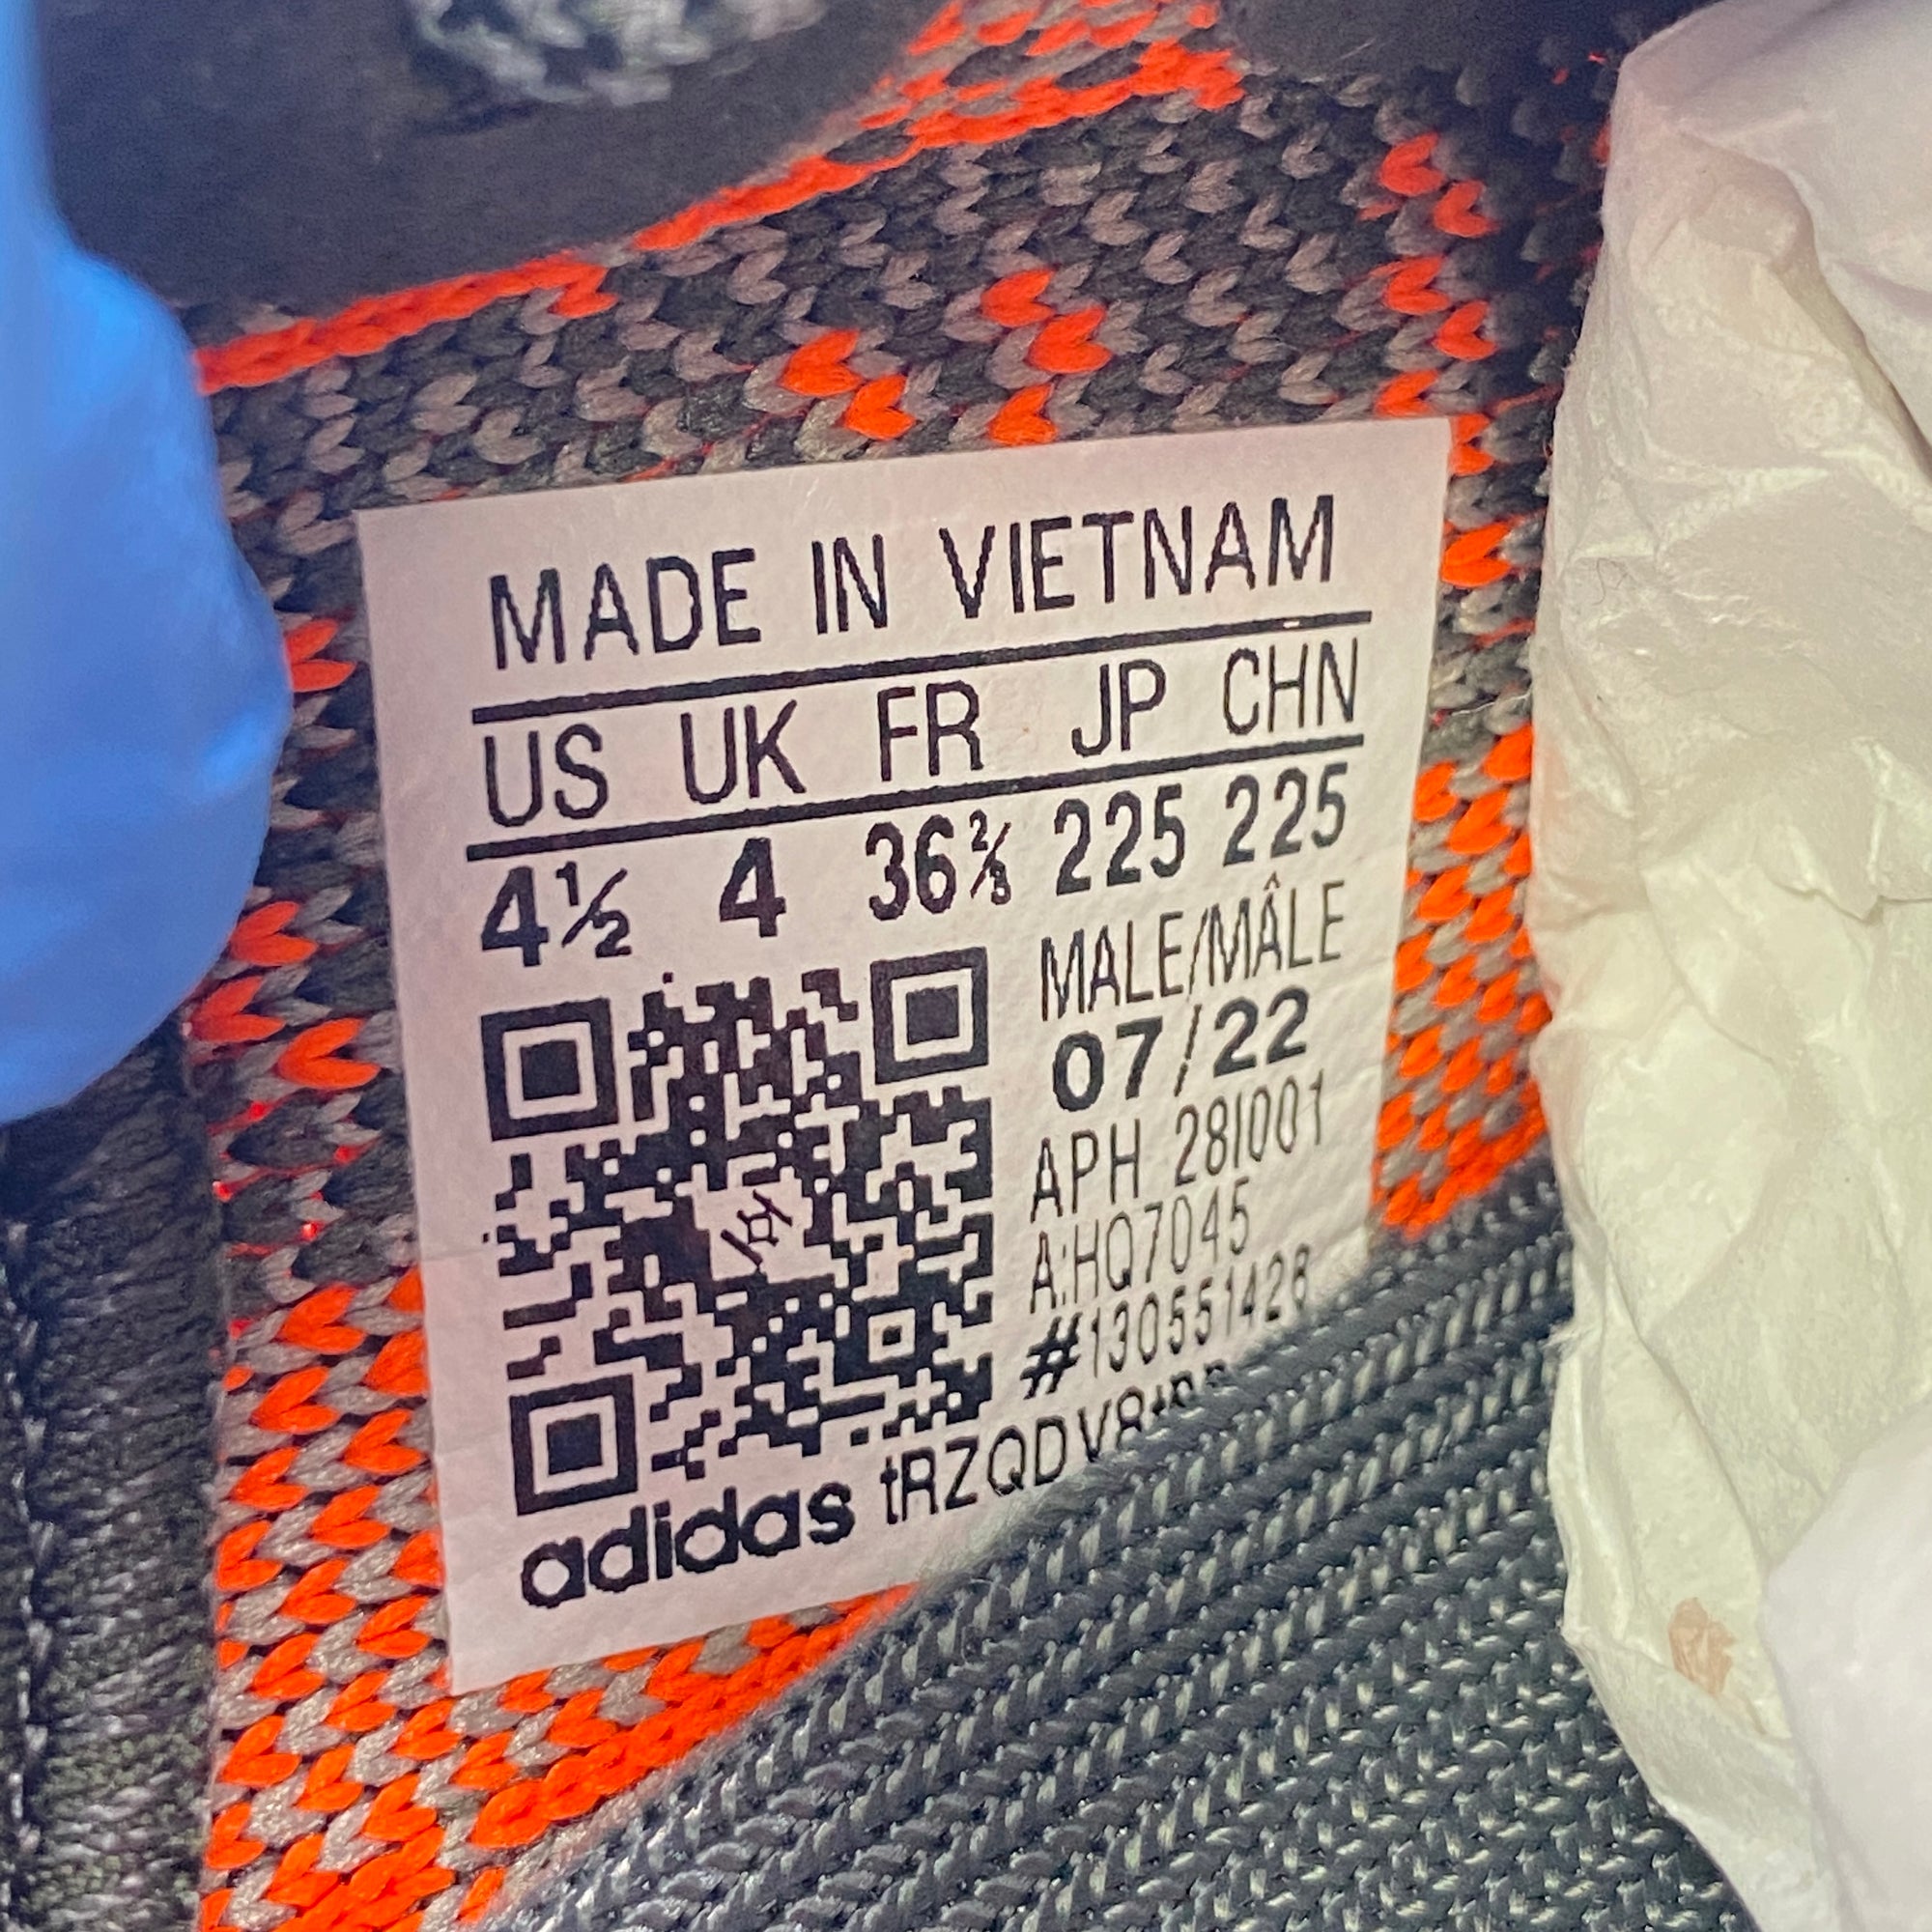 MADE IN VIETNAM
US UK FR JP CHN
4½ 4 36⅔ 225 225
MALE/MÂLE
07/22
APH 28I001
A:HQ7045
#130551428
adidas